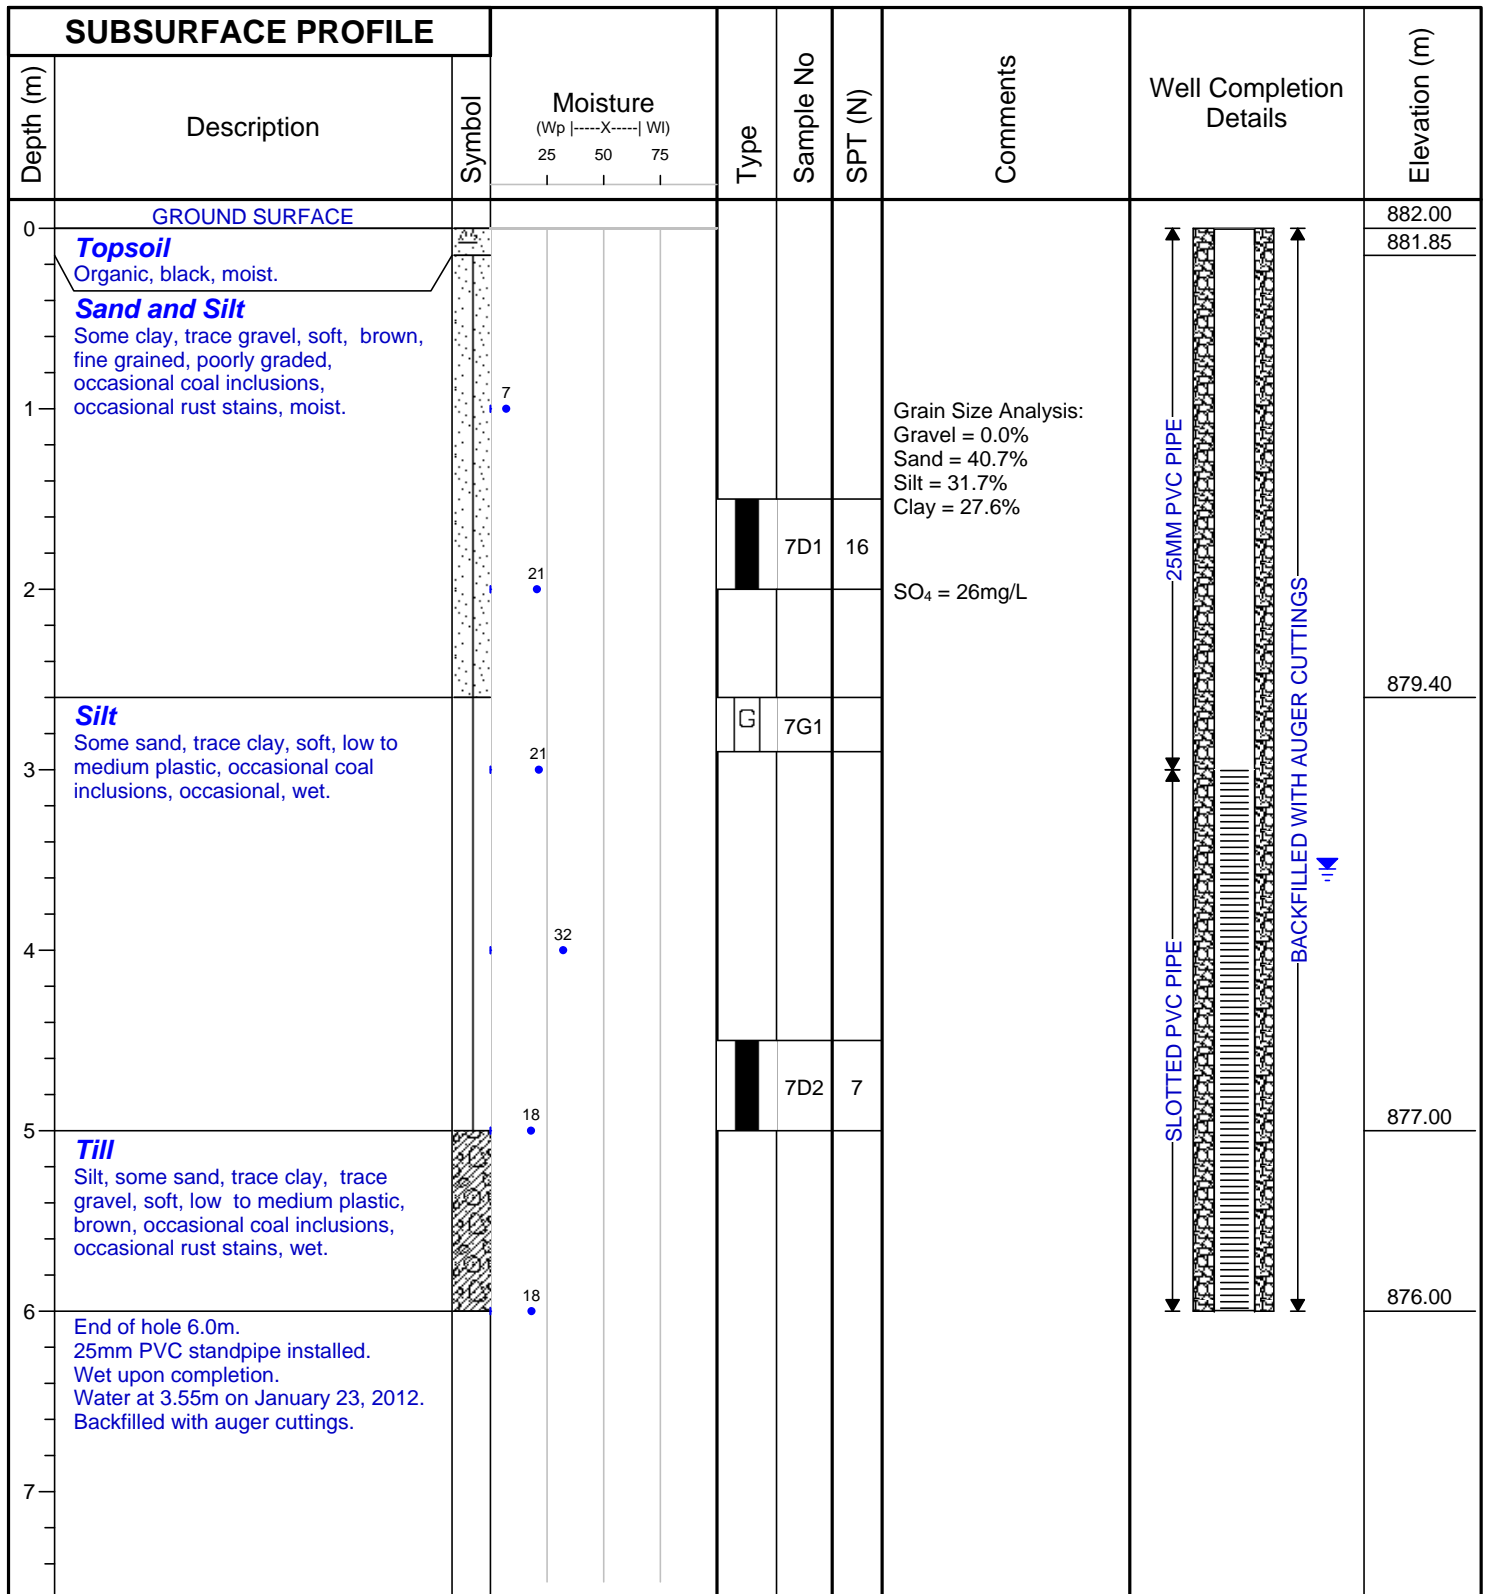 SUBSURFACE PROFILE
Depth (m)
Description
Symbol
Moisture
(Wp |-----X-----| Wl)
25 50 75
Type
Sample No
SPT (N)
Comments
Well Completion
Details
Elevation (m)
GROUND SURFACE
882.00
0
Topsoil
881.85
Organic, black, moist.
Sand and Silt
Some clay, trace gravel, soft, brown,
fine grained, poorly graded,
occasional coal inclusions,
occasional rust stains, moist.
7
1
Grain Size Analysis:
Gravel = 0.0%
Sand = 40.7%
Silt = 31.7%
Clay = 27.6%
7D1 16
21
2
SO₄ = 26mg/L
25MM PVC PIPE
BACKFILLED WITH AUGER CUTTINGS
879.40
Silt
Some sand, trace clay, soft, low to
medium plastic, occasional coal
inclusions, occasional, wet.
G 7G1
21
3
32
4
SLOTTED PVC PIPE
7D2 7
18
5
877.00
Till
Silt, some sand, trace clay, trace
gravel, soft, low to medium plastic,
brown, occasional coal inclusions,
occasional rust stains, wet.
18
6
876.00
End of hole 6.0m.
25mm PVC standpipe installed.
Wet upon completion.
Water at 3.55m on January 23, 2012.
Backfilled with auger cuttings.
7